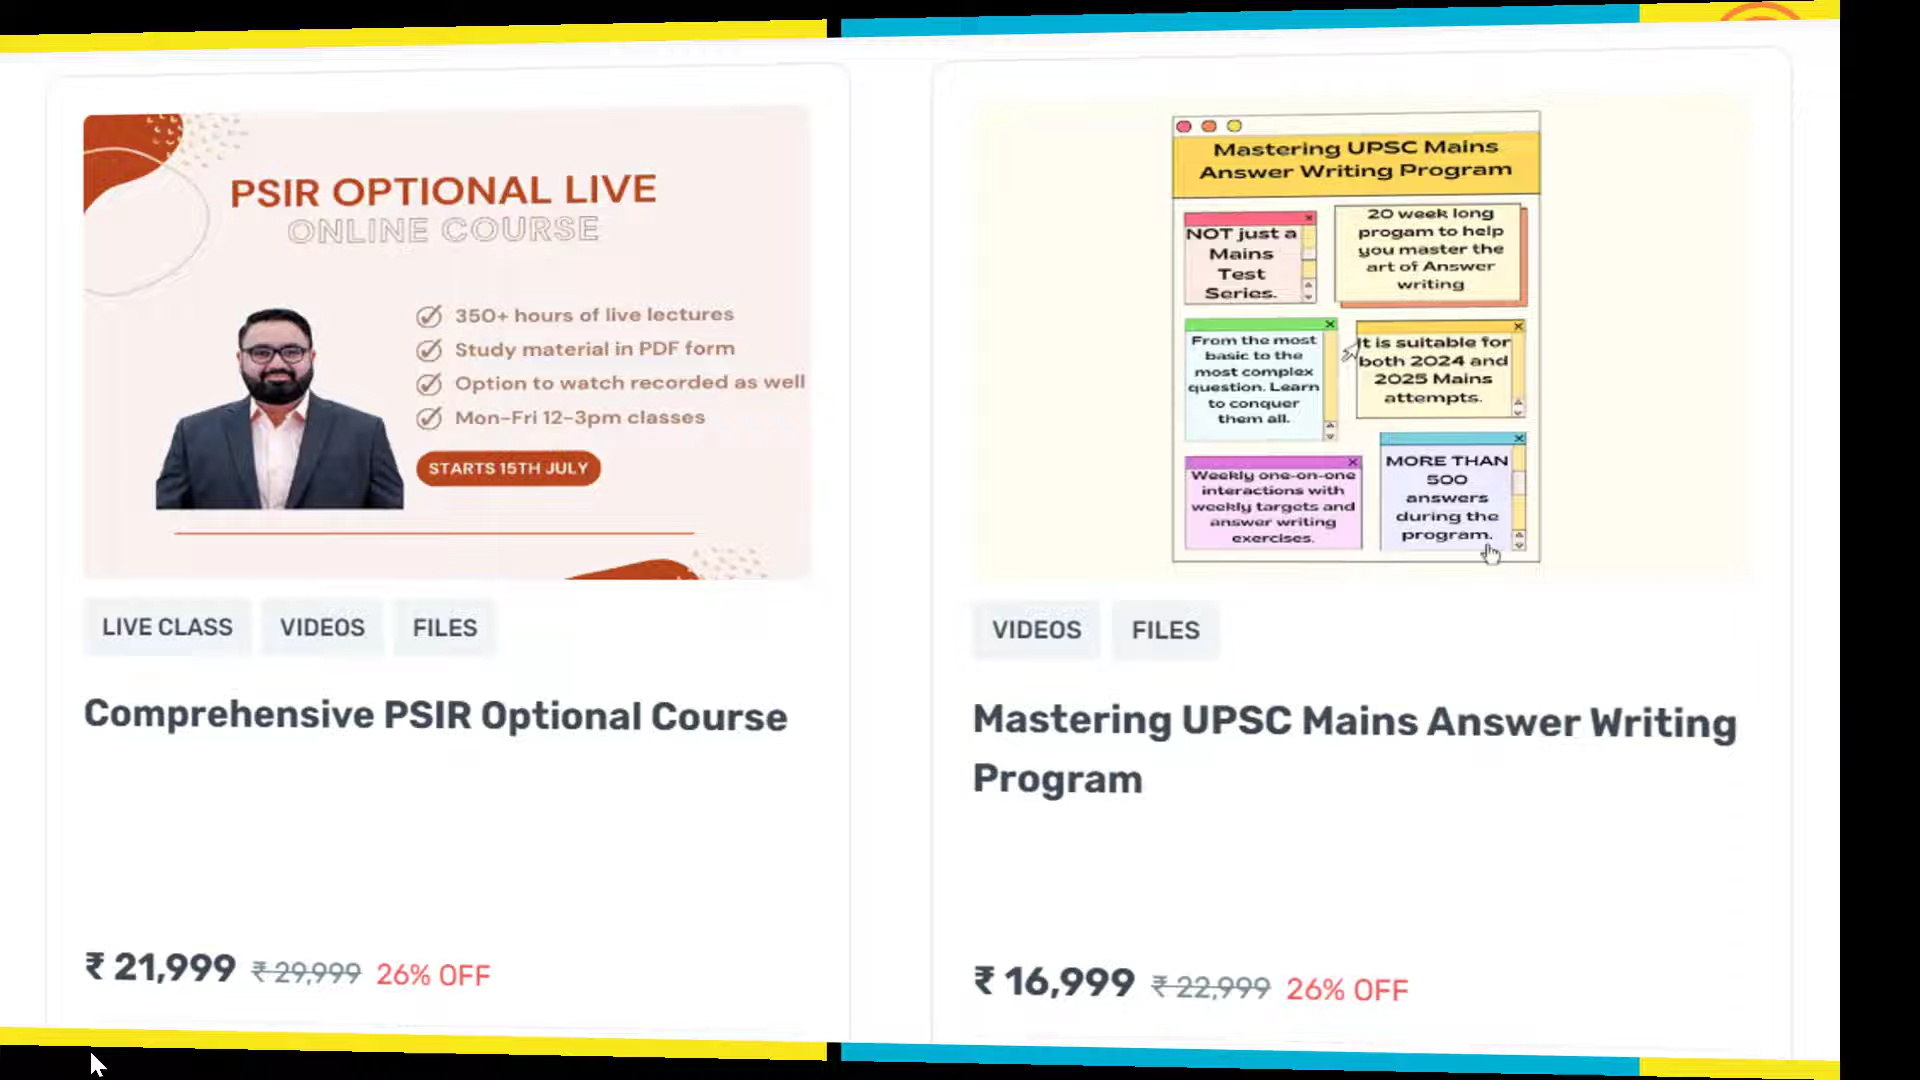 PSIR OPTIONAL LIVE
ONLINE COURSE
350+ hours of live lectures
Study material in PDF form
Option to watch recorded as well
Mon-Fri 12-3pm classes
STARTS 15TH JULY
LIVE CLASS
VIDEOS
FILES
Comprehensive PSIR Optional Course
₹ 21,999 ₹ 29,999 26% OFF
Mastering UPSC Mains
Answer Writing Program
NOT just a
Mains
Test
Series.
20 week long
progam to help
you master the
art of Answer
writing
From the most
basic to the
most complex
question. Learn
to conquer
them all.
It is suitable for
both 2024 and
2025 Mains
attempts.
Weekly one-on-one
interactions with
weekly targets and
answer writing
exercises.
MORE THAN
500
answers
during the
program.
VIDEOS
FILES
Mastering UPSC Mains Answer Writing
Program
₹ 16,999 ₹ 22,999 26% OFF